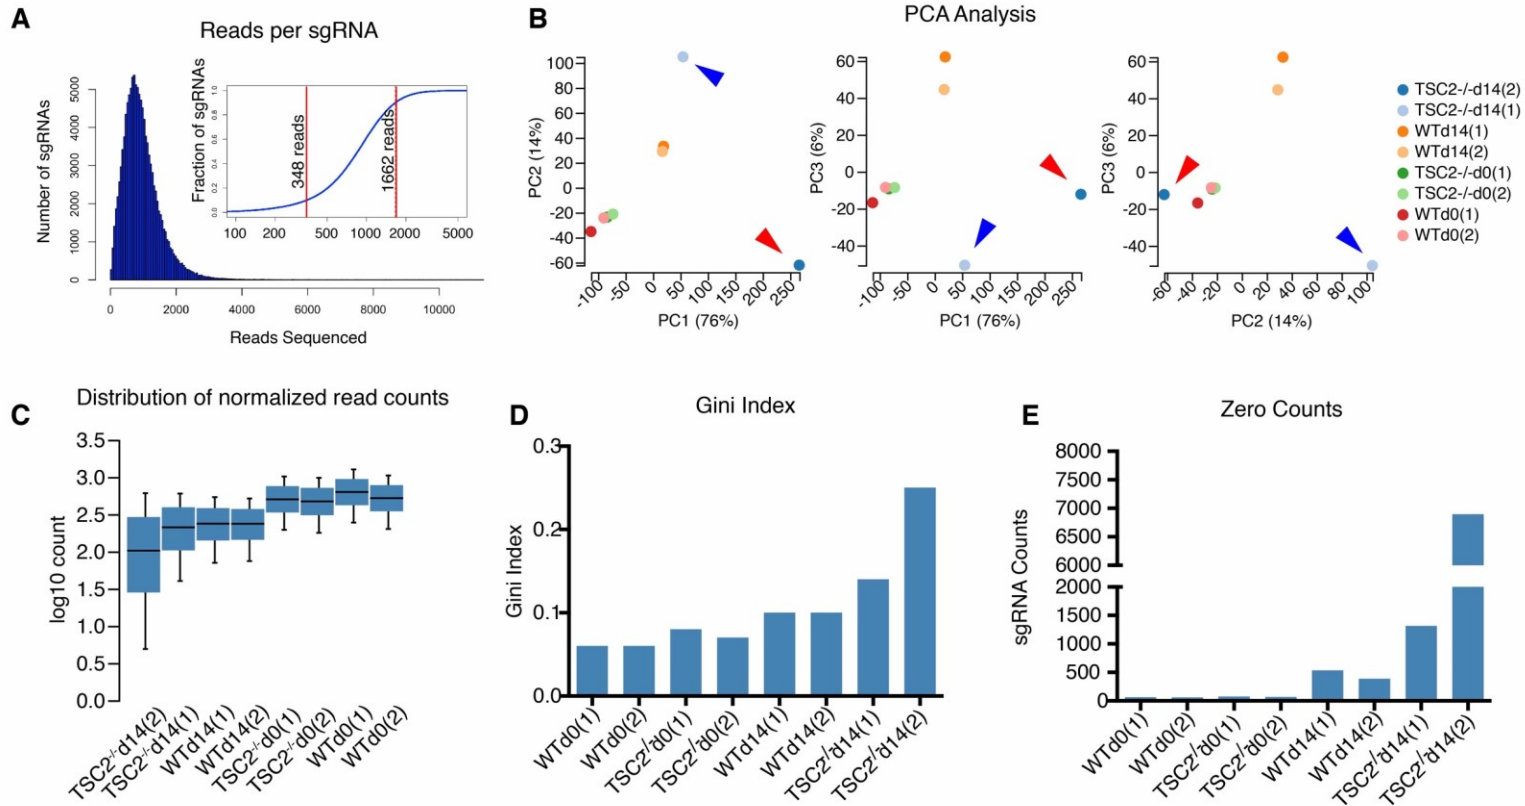 A
Reads per sgRNA
Number of sgRNAs
5000
4000
3000
2000
1000
0
0
2000
4000
6000
8000
10000
Reads Sequenced
Fraction of sgRNAs
1.0
0.8
0.6
0.4
0.2
0.0
348 reads
1662 reads
100
200
500
1000
2000
5000
B
PCA Analysis
PC2 (14%)
100
80
60
40
20
0
-20
-40
-60
-100
-50
0
50
100
150
200
250
PC1 (76%)
PC3 (6%)
60
40
20
0
-20
-40
-100
-50
0
50
100
150
200
250
PC1 (76%)
PC3 (6%)
60
40
20
0
-20
-40
-60
-40
-20
0
20
40
60
80
100
PC2 (14%)
TSC2-/-d14(2)
TSC2-/-d14(1)
WTd14(1)
WTd14(2)
TSC2-/-d0(1)
TSC2-/-d0(2)
WTd0(1)
WTd0(2)
C
Distribution of normalized read counts
log10 count
3.5
3.0
2.5
2.0
1.5
1.0
0.5
0.0
TSC2-/-d14(2)
TSC2-/-d14(1)
WTd14(1)
WTd14(2)
TSC2-/-d0(1)
TSC2-/-d0(2)
WTd0(1)
WTd0(2)
D
Gini Index
Gini Index
0.3
0.2
0.1
0.0
WTd0(1)
WTd0(2)
TSC2/-d0(1)
TSC2/-d0(2)
WTd14(1)
WTd14(2)
TSC2/-d14(1)
TSC2/-d14(2)
E
Zero Counts
sgRNA Counts
8000
7500
7000
6500
6000
2000
1500
1000
500
0
WTd0(1)
WTd0(2)
TSC2/-d0(1)
TSC2/-d0(2)
WTd14(1)
WTd14(2)
TSC2/-d14(1)
TSC2/-d14(2)